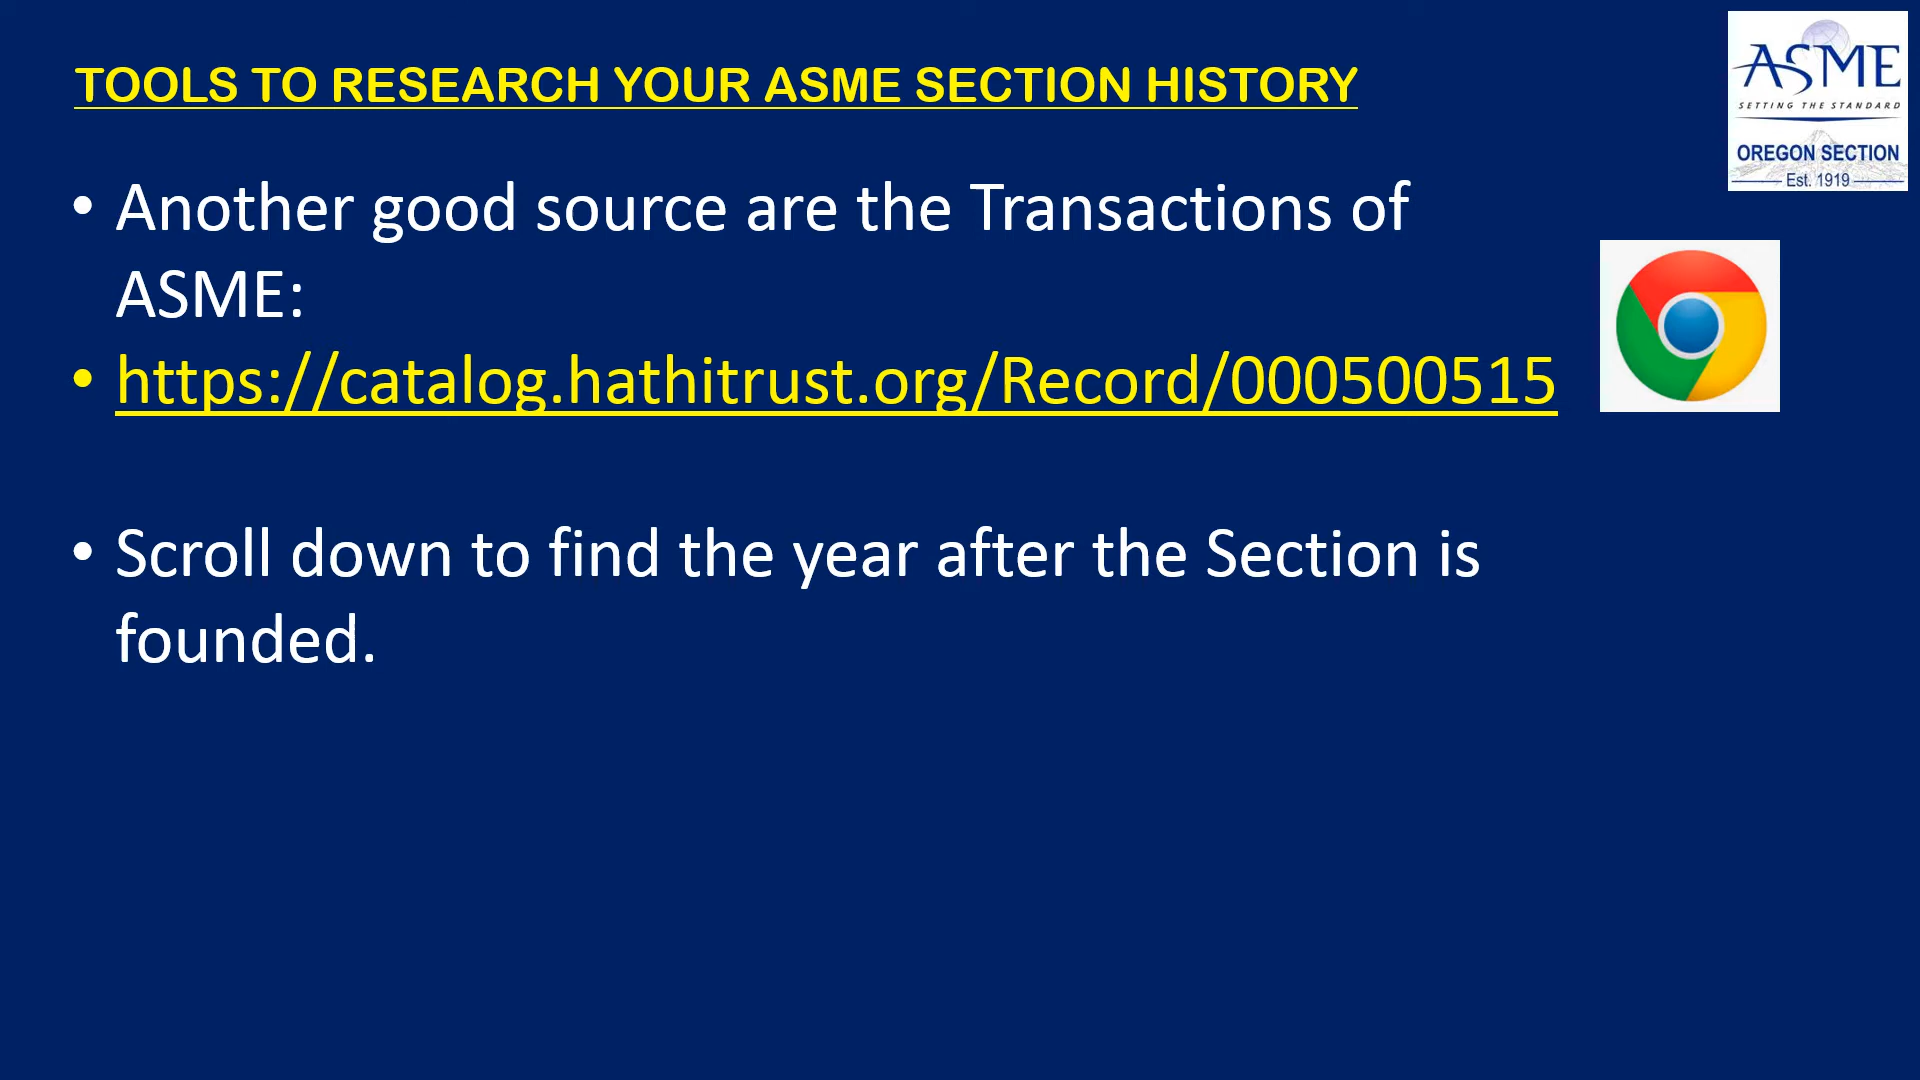 TOOLS TO RESEARCH YOUR ASME SECTION HISTORY
ASME
SETTING THE STANDARD
OREGON SECTION
Est. 1919
• Another good source are the Transactions of
ASME:
• https://catalog.hathitrust.org/Record/000500515
• Scroll down to find the year after the Section is
founded.